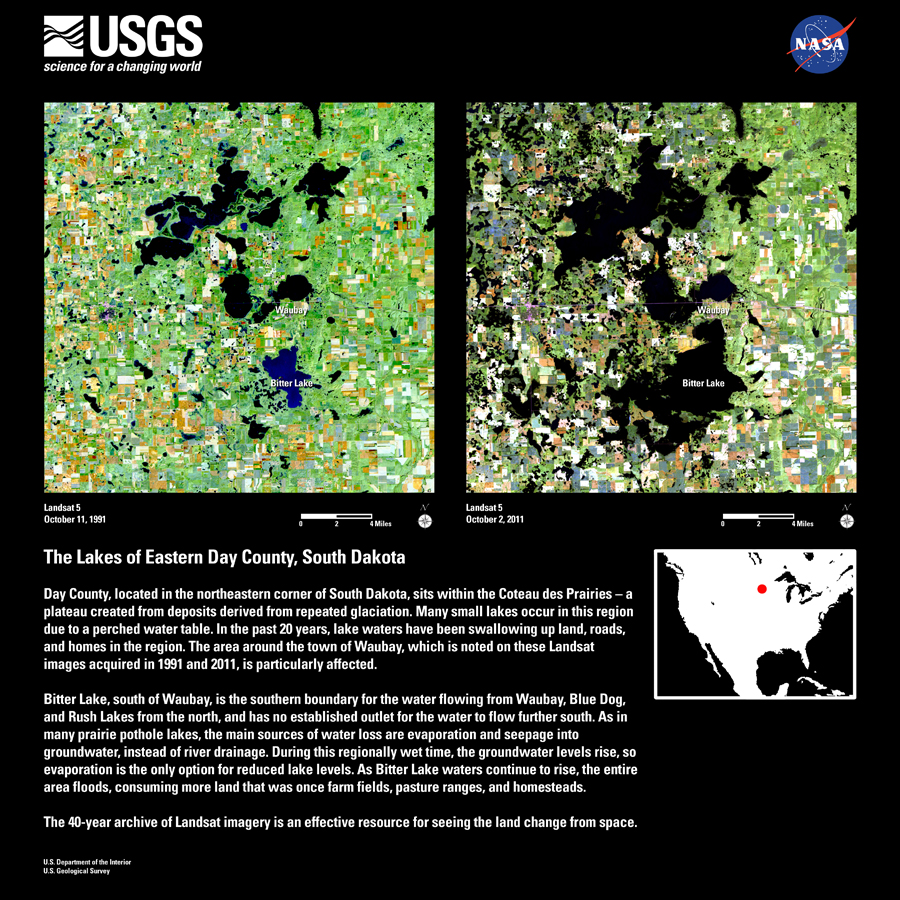 USGS
science for a changing world
NASA
Waubay
Bitter Lake
Waubay
Bitter Lake
Landsat 5
October 11, 1991
N
0 2 4 Miles
Landsat 5
October 2, 2011
N
0 2 4 Miles
The Lakes of Eastern Day County, South Dakota
Day County, located in the northeastern corner of South Dakota, sits within the Coteau des Prairies – a
plateau created from deposits derived from repeated glaciation. Many small lakes occur in this region
due to a perched water table. In the past 20 years, lake waters have been swallowing up land, roads,
and homes in the region. The area around the town of Waubay, which is noted on these Landsat
images acquired in 1991 and 2011, is particularly affected.
Bitter Lake, south of Waubay, is the southern boundary for the water flowing from Waubay, Blue Dog,
and Rush Lakes from the north, and has no established outlet for the water to flow further south. As in
many prairie pothole lakes, the main sources of water loss are evaporation and seepage into
groundwater, instead of river drainage. During this regionally wet time, the groundwater levels rise, so
evaporation is the only option for reduced lake levels. As Bitter Lake waters continue to rise, the entire
area floods, consuming more land that was once farm fields, pasture ranges, and homesteads.
The 40-year archive of Landsat imagery is an effective resource for seeing the land change from space.
U.S. Department of the Interior
U.S. Geological Survey